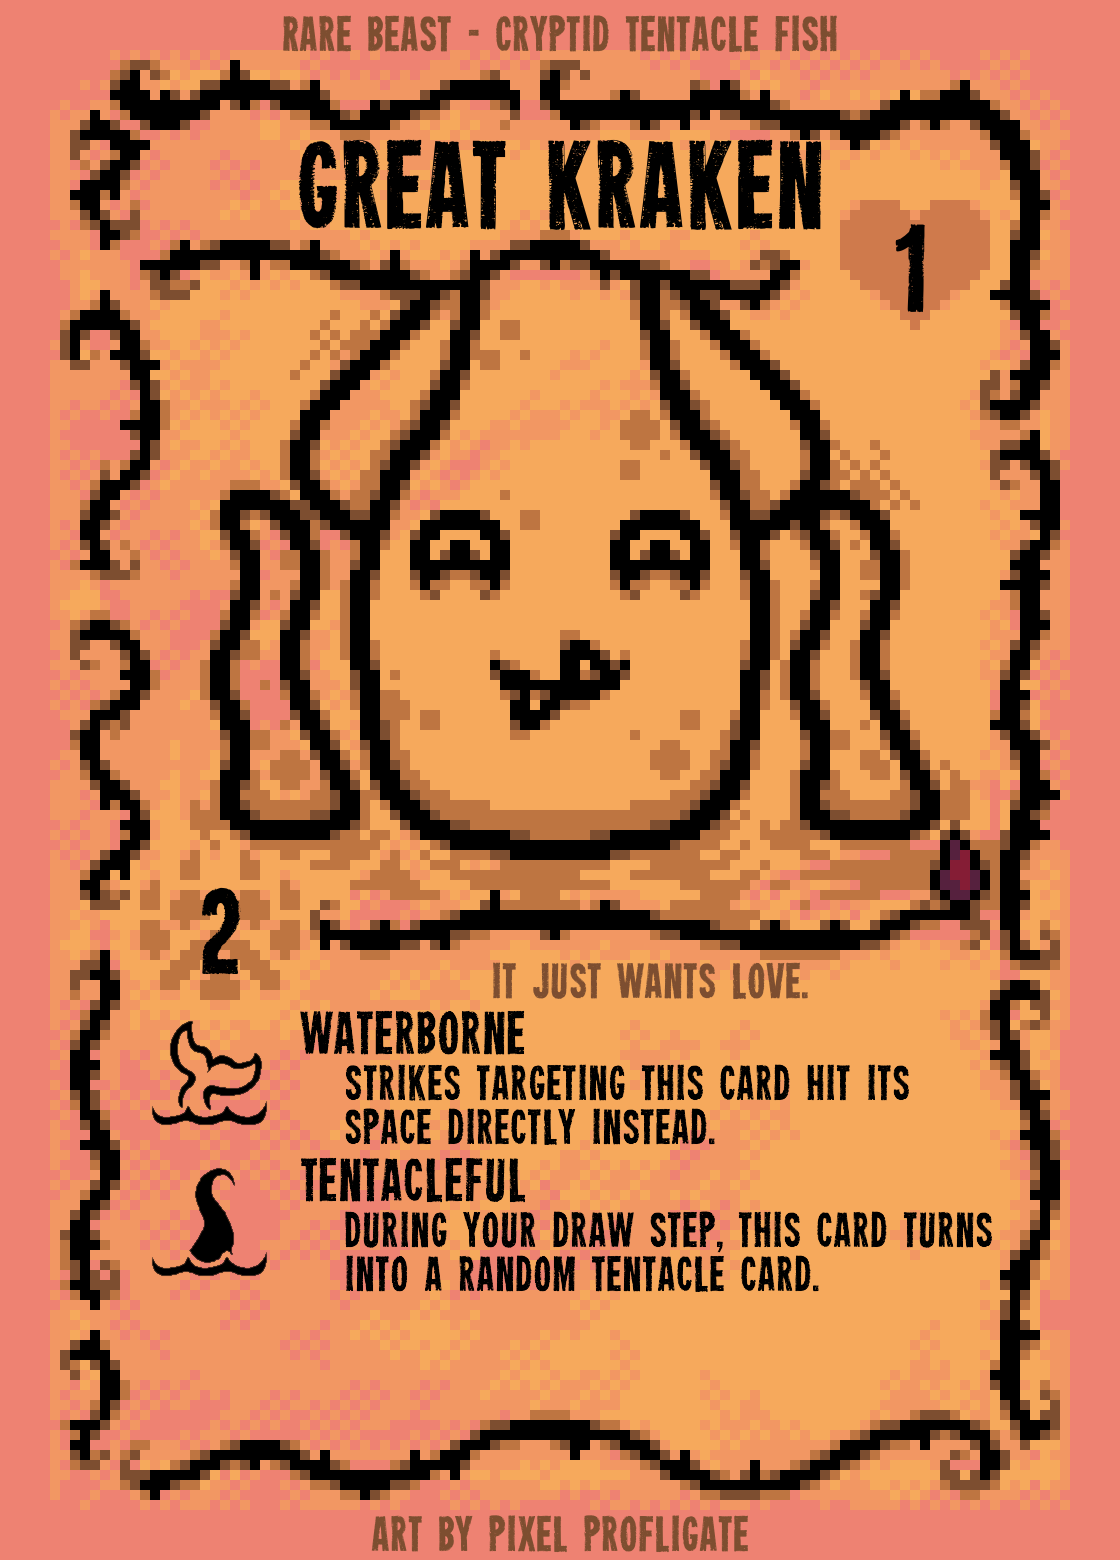 RARE BEAST - CRYPTID TENTACLE FISH
GREAT KRAKEN
1
2
IT JUST WANTS LOVE.
WATERBORNE
STRIKES TARGETING THIS CARD HIT ITS
SPACE DIRECTLY INSTEAD.
TENTACLEFUL
DURING YOUR DRAW STEP, THIS CARD TURNS
INTO A RANDOM TENTACLE CARD.
ART BY PIXEL PROFLIGATE